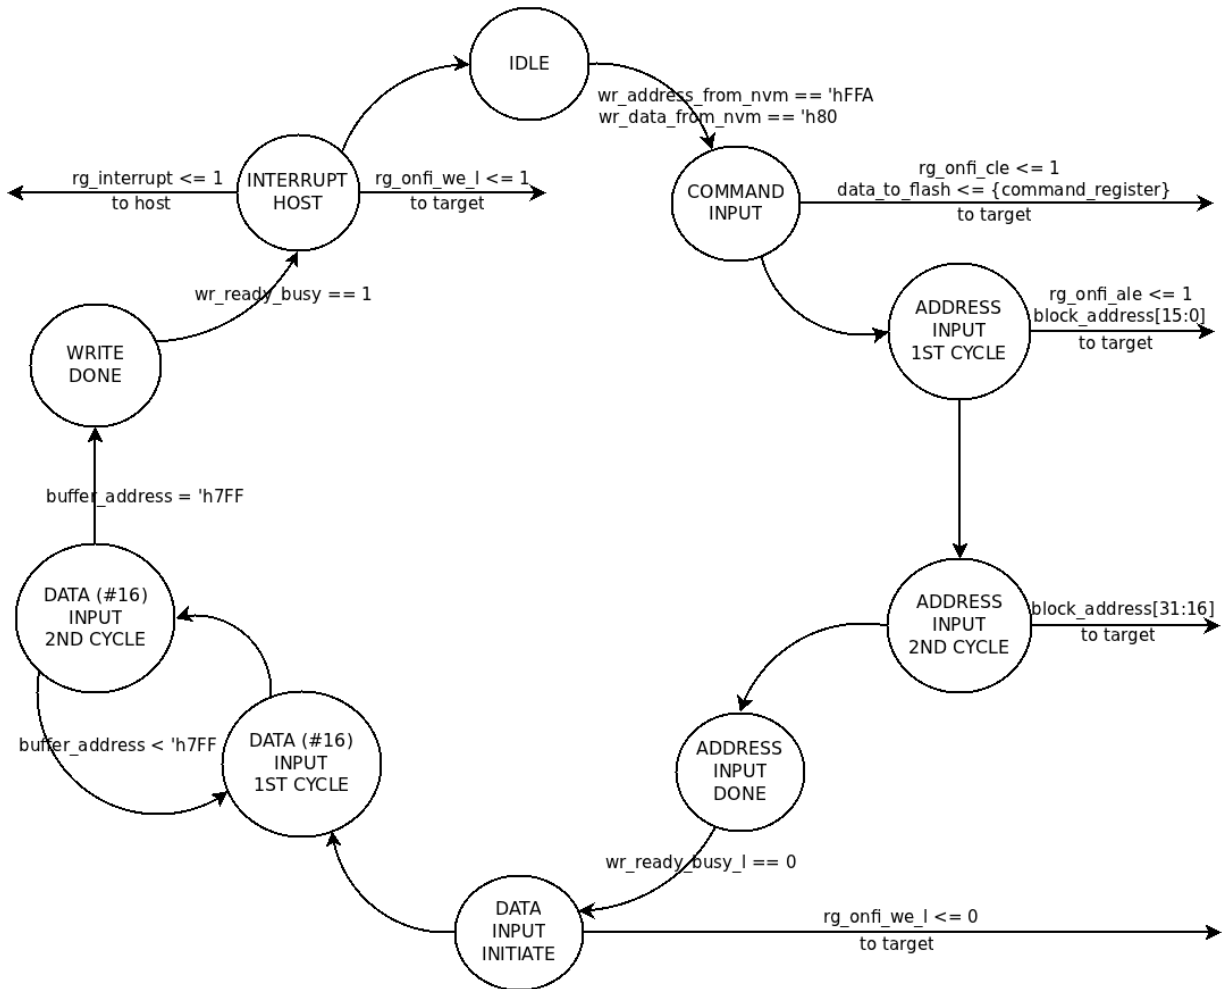 IDLE
wr_address_from_nvm == 'hFFA
wr_data_from_nvm == 'h80
rg_interrupt <= 1
to host
INTERRUPT
HOST
rg_onfi_we_l <= 1
to target
COMMAND
INPUT
rg_onfi_cle <= 1
data_to_flash <= {command_register}
to target
wr_ready_busy == 1
ADDRESS
INPUT
1ST CYCLE
rg_onfi_ale <= 1
block_address[15:0]
to target
WRITE
DONE
buffer_address = 'h7FF
DATA (#16)
INPUT
2ND CYCLE
ADDRESS
INPUT
2ND CYCLE
block_address[31:16]
to target
buffer_address < 'h7FF
DATA (#16)
INPUT
1ST CYCLE
ADDRESS
INPUT
DONE
wr_ready_busy_l == 0
DATA
INPUT
INITIATE
rg_onfi_we_l <= 0
to target